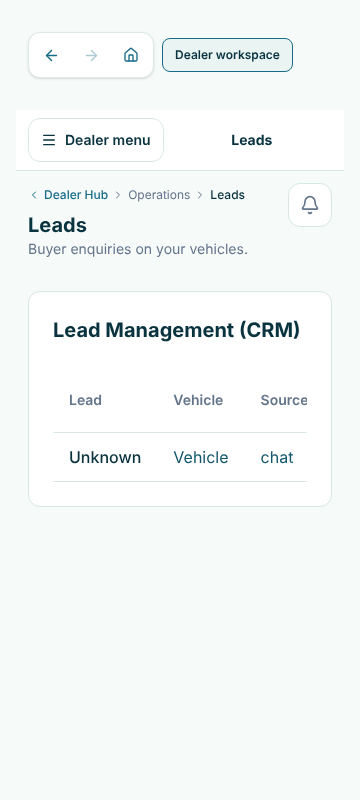 Dealer workspace
Dealer menu
Leads
Dealer Hub > Operations > Leads
Leads
Buyer enquiries on your vehicles.
Lead Management (CRM)
Lead Vehicle Source
Unknown Vehicle chat